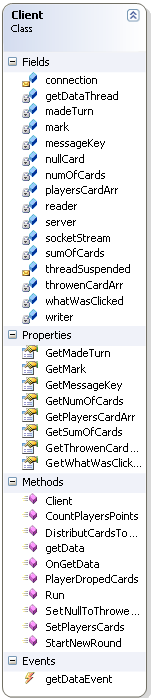 Client
Class
Fields
connection
getDataThread
madeTurn
mark
messageKey
nullCard
numOfCards
playersCardArr
reader
server
socketStream
sumOfCards
threadSuspended
throwenCardArr
whatWasClicked
writer
Properties
GetMadeTurn
GetMark
GetMessageKey
GetNumOfCards
GetPlayersCardArr
GetSumOfCards
GetThrowenCard...
GetWhatWasClick...
Methods
Client
CountPlayersPoints
DistributCardsTo ...
getData
OnGetData
PlayerDropedCards
Run
SetNullToThrowe...
SetPlayersCards
StartNewRound
Events
getDataEvent